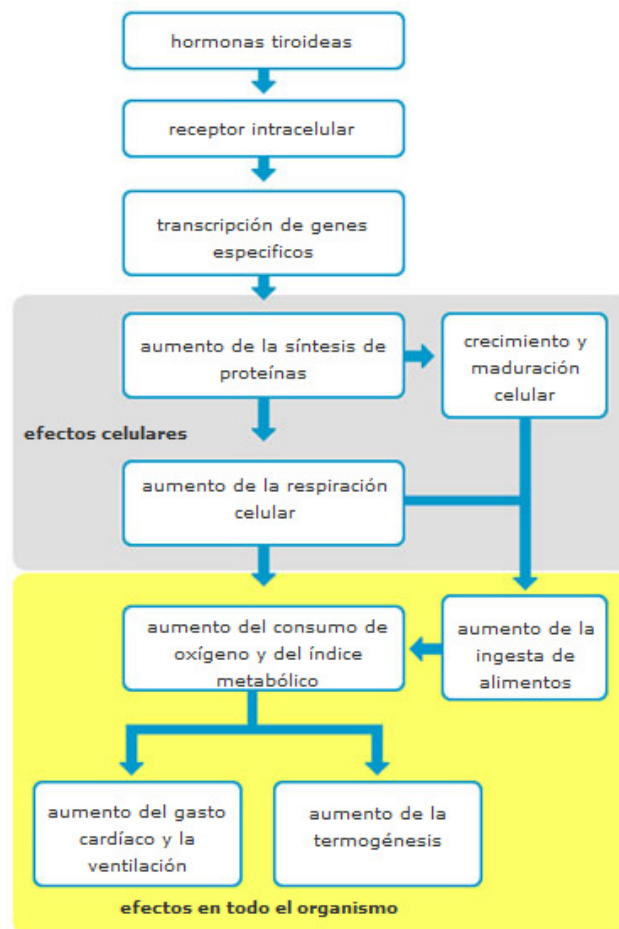 hormonas tiroideas
receptor intracelular
transcripción de genes
especificos
aumento de la síntesis de
proteínas
crecimiento y
maduración
celular
efectos celulares
aumento de la respiración
celular
aumento del consumo de
oxígeno y del índice
metabólico
aumento de la
ingesta de
alimentos
aumento del gasto
cardíaco y la
ventilación
aumento de la
termogénesis
efectos en todo el organismo